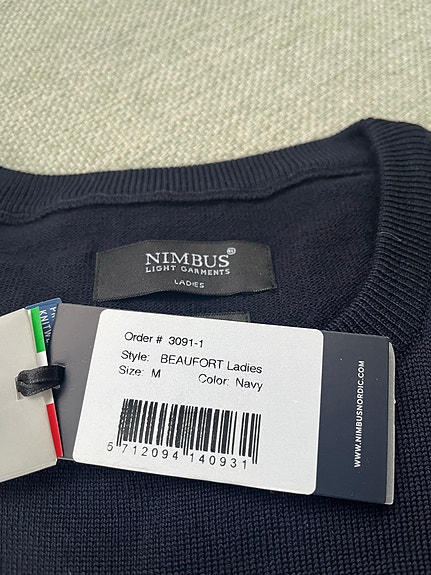 NIMBUS®
LIGHT GARMENTS
LADIES
Order # 3091-1
Style: BEAUFORT Ladies
Size: M Color: Navy
5 712094 140931
WWW.NIMBUSNORDIC.COM